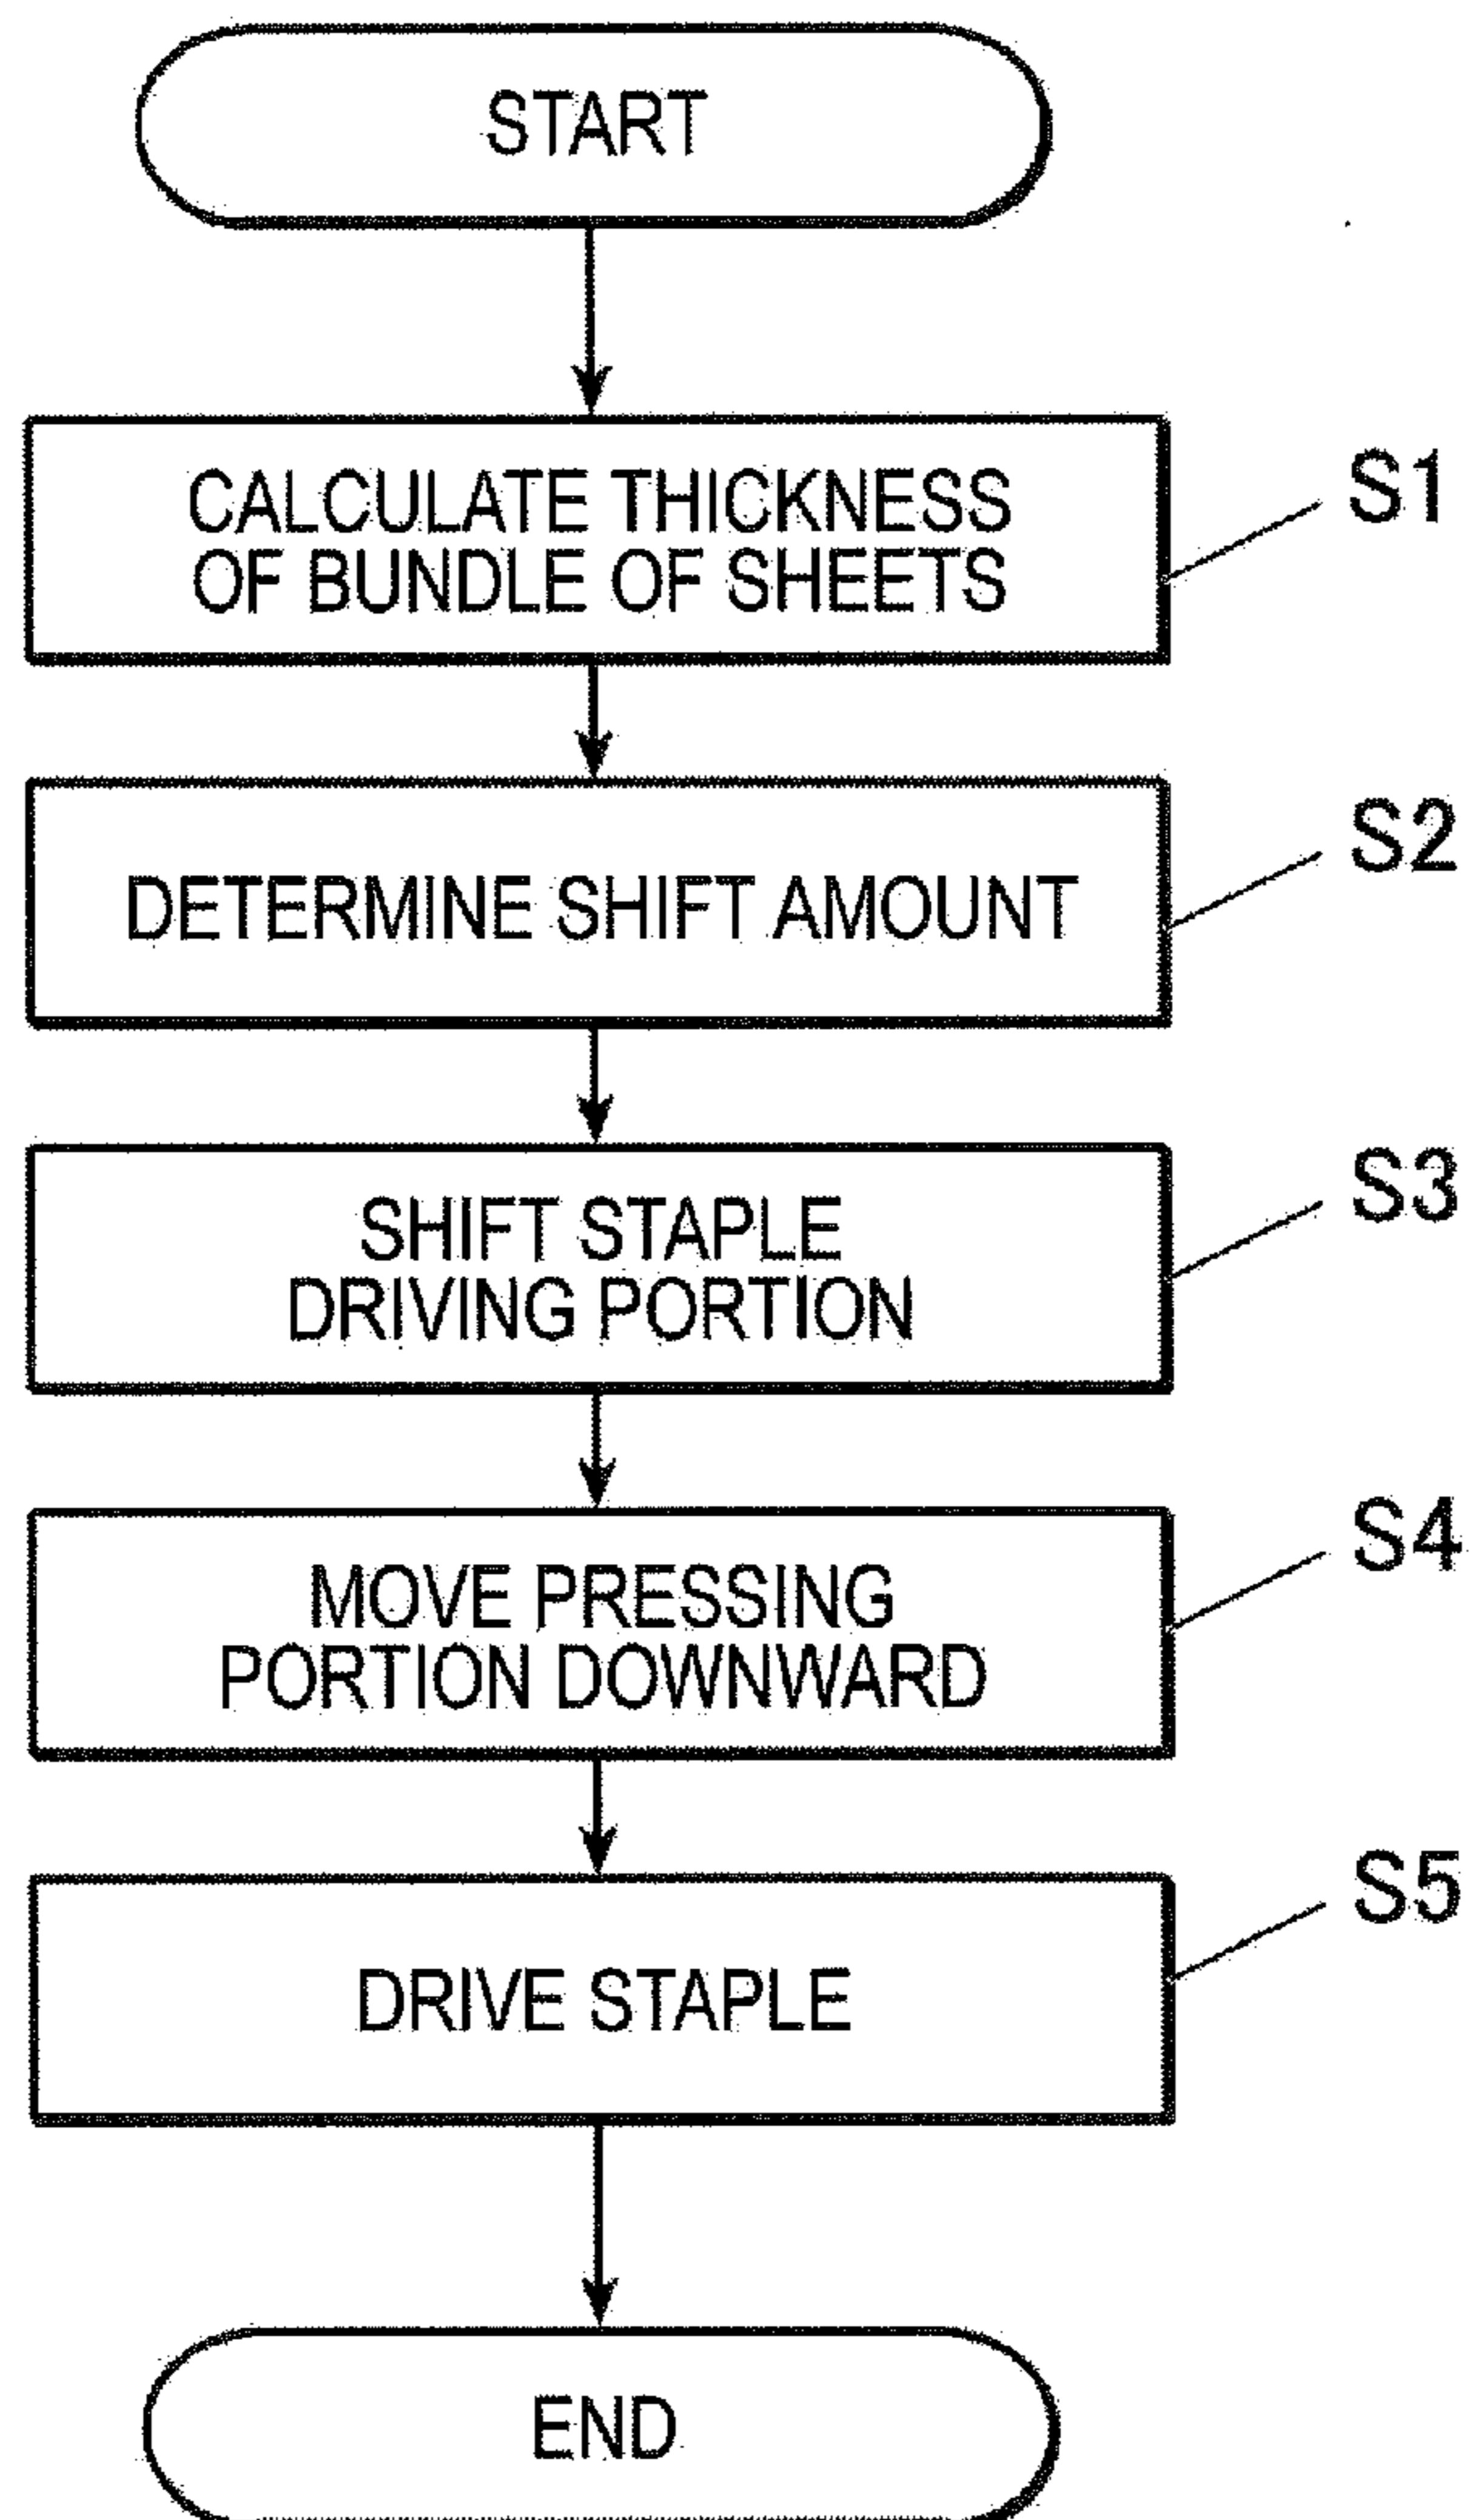 START
CALCULATE THICKNESS
OF BUNDLE OF SHEETS
S1
DETERMINE SHIFT AMOUNT
S2
SHIFT STAPLE
DRIVING PORTION
S3
MOVE PRESSING
PORTION DOWNWARD
S4
DRIVE STAPLE
S5
END